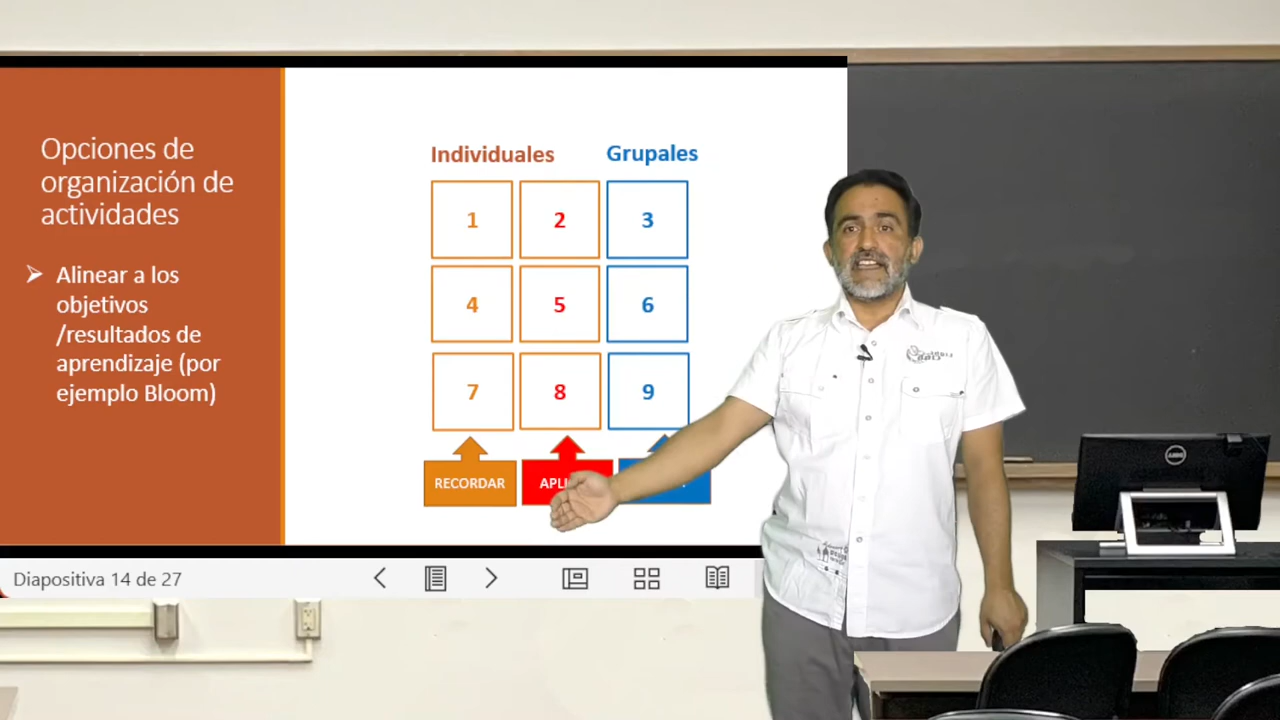 Opciones de
organización de
actividades
Alinear a los
objetivos
/resultados de
aprendizaje (por
ejemplo Bloom)
Individuales Grupales
1 2 3
4 5 6
7 8 9
RECORDAR
Diapositiva 14 de 27